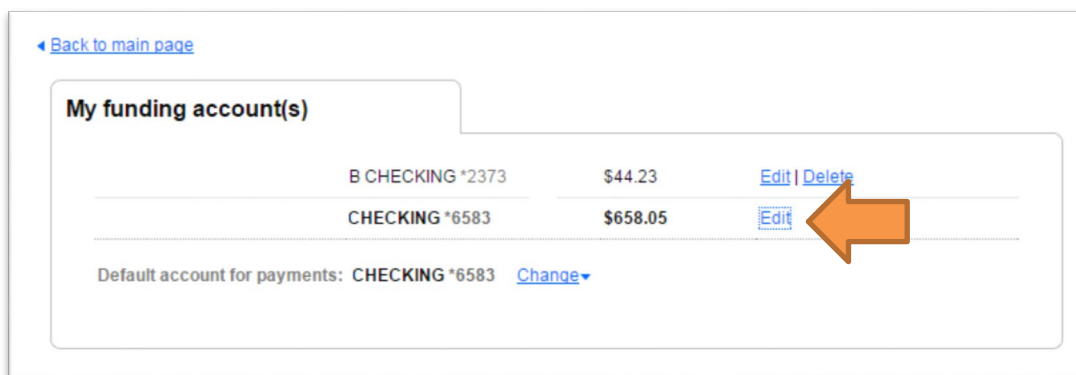 Back to main page
My funding account(s)
B CHECKING *2373 $44.23 Edit | Delete
CHECKING *6583 $658.05 Edit
Default account for payments: CHECKING *6583 Change